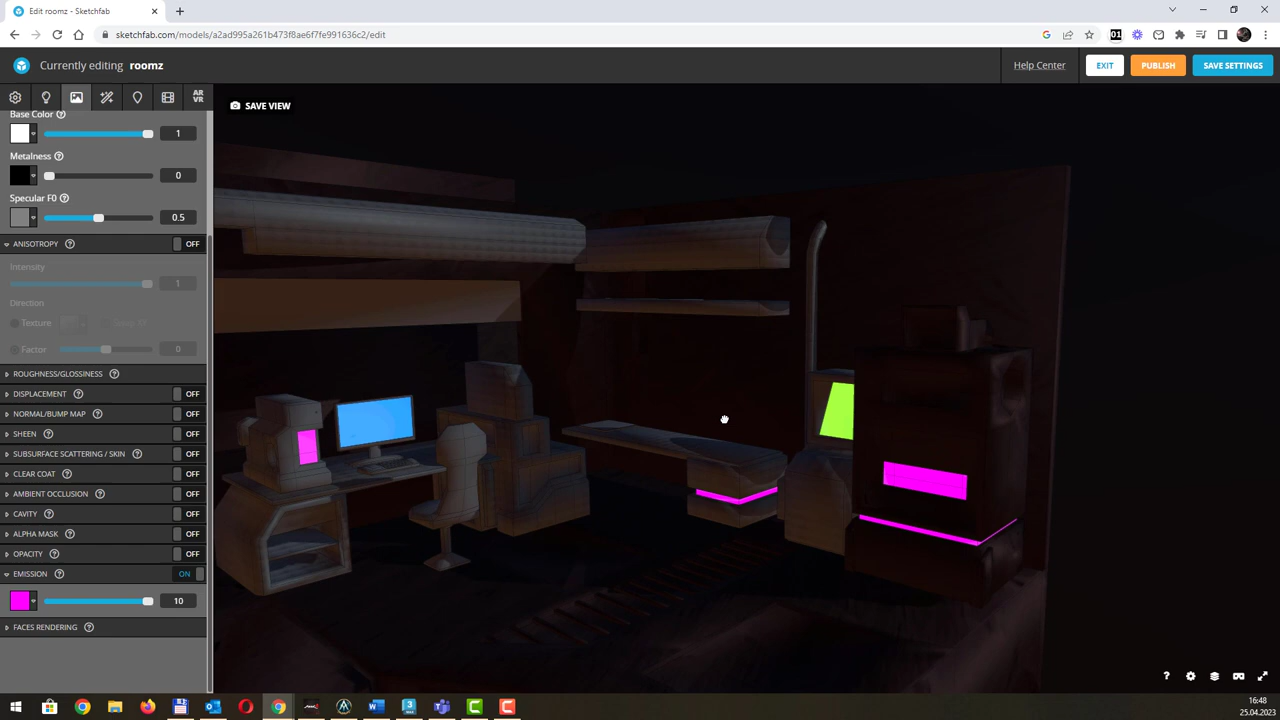 Edit roomz - Sketchfab
sketchfab.com/models/a2ad995a261b473f8ae6f7fe991636c2/edit
Currently editing roomz
Help Center
EXIT
PUBLISH
SAVE SETTINGS
AR
VR
SAVE VIEW
Base Color
1
Metalness
0
Specular F0
0.5
ANISOTROPY OFF
Intensity
1
Direction
Texture
Factor 0
ROUGHNESS/GLOSSINESS
DISPLACEMENT OFF
NORMAL/BUMP MAP OFF
SHEEN OFF
SUBSURFACE SCATTERING / SKIN OFF
CLEAR COAT OFF
AMBIENT OCCLUSION OFF
CAVITY OFF
ALPHA MASK OFF
OPACITY OFF
EMISSION ON
10
FACES RENDERING
16:48
25.04.2023